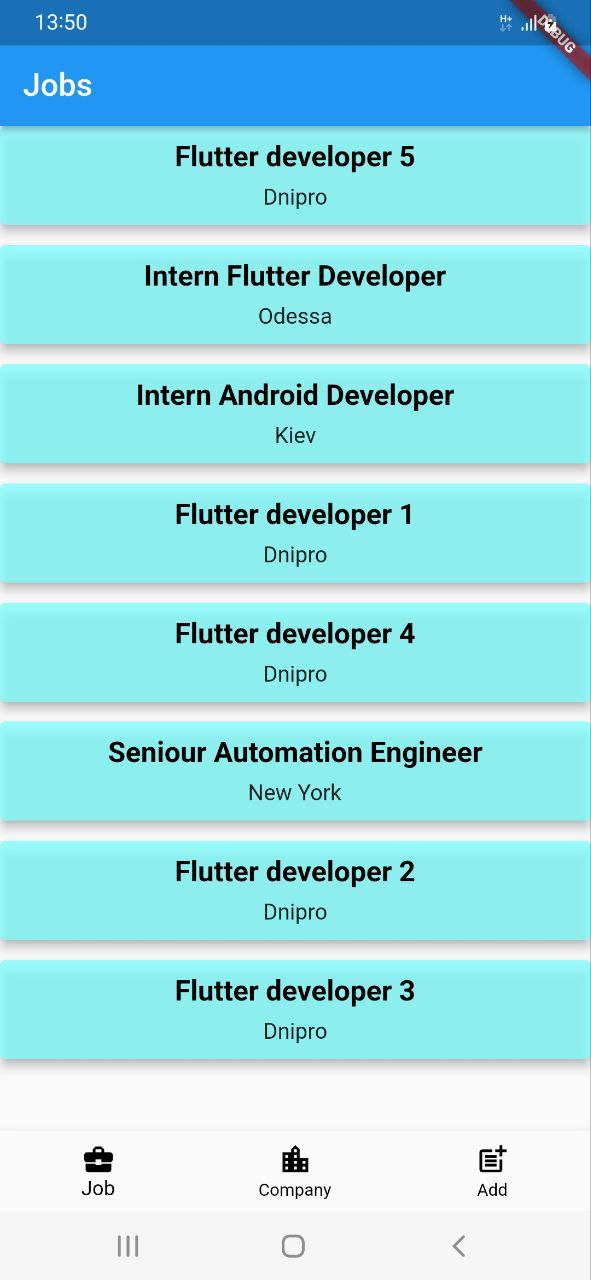 13:50
H+
DEBUG
Jobs
Flutter developer 5
Dnipro
Intern Flutter Developer
Odessa
Intern Android Developer
Kiev
Flutter developer 1
Dnipro
Flutter developer 4
Dnipro
Seniour Automation Engineer
New York
Flutter developer 2
Dnipro
Flutter developer 3
Dnipro
Job Company Add